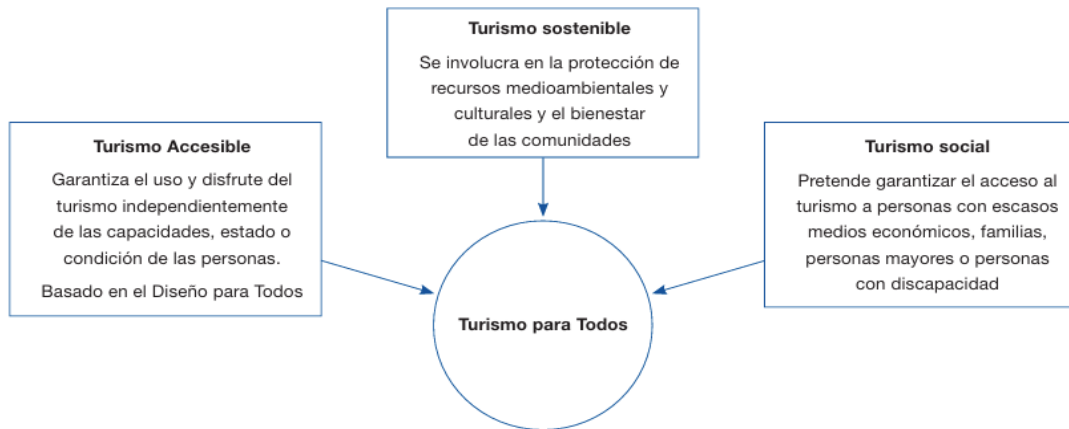 Turismo sostenible
Se involucra en la protección de
recursos medioambientales y
culturales y el bienestar
de las comunidades
Turismo Accesible
Garantiza el uso y disfrute del
turismo independientemente
de las capacidades, estado o
condición de las personas.
Basado en el Diseño para Todos
Turismo social
Pretende garantizar el acceso al
turismo a personas con escasos
medios económicos, familias,
personas mayores o personas
con discapacidad
Turismo para Todos